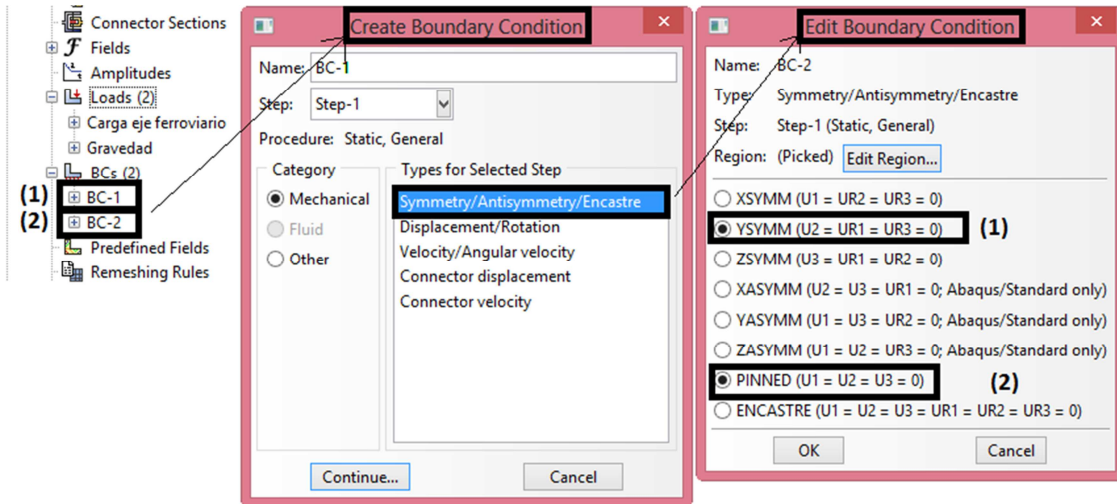 Connector Sections
Fields
Amplitudes
Loads (2)
Carga eje ferroviario
Gravedad
BCs (2)
(1) BC-1
(2) BC-2
Predefined Fields
Remeshing Rules
Create Boundary Condition
Name: BC-1
Step: Step-1
Procedure: Static, General
Category
Mechanical
Fluid
Other
Types for Selected Step
Symmetry/Antisymmetry/Encastre
Displacement/Rotation
Velocity/Angular velocity
Connector displacement
Connector velocity
Continue...
Cancel
Edit Boundary Condition
Name: BC-2
Type: Symmetry/Antisymmetry/Encastre
Step: Step-1 (Static, General)
Region: (Picked) Edit Region...
XSYMM (U1 = UR2 = UR3 = 0)
YSYMM (U2 = UR1 = UR3 = 0) (1)
ZSYMM (U3 = UR1 = UR2 = 0)
XASYMM (U2 = U3 = UR1 = 0; Abaqus/Standard only)
YASYMM (U1 = U3 = UR2 = 0; Abaqus/Standard only)
ZASYMM (U1 = U2 = UR3 = 0; Abaqus/Standard only)
PINNED (U1 = U2 = U3 = 0) (2)
ENCASTRE (U1 = U2 = U3 = UR1 = UR2 = UR3 = 0)
OK
Cancel